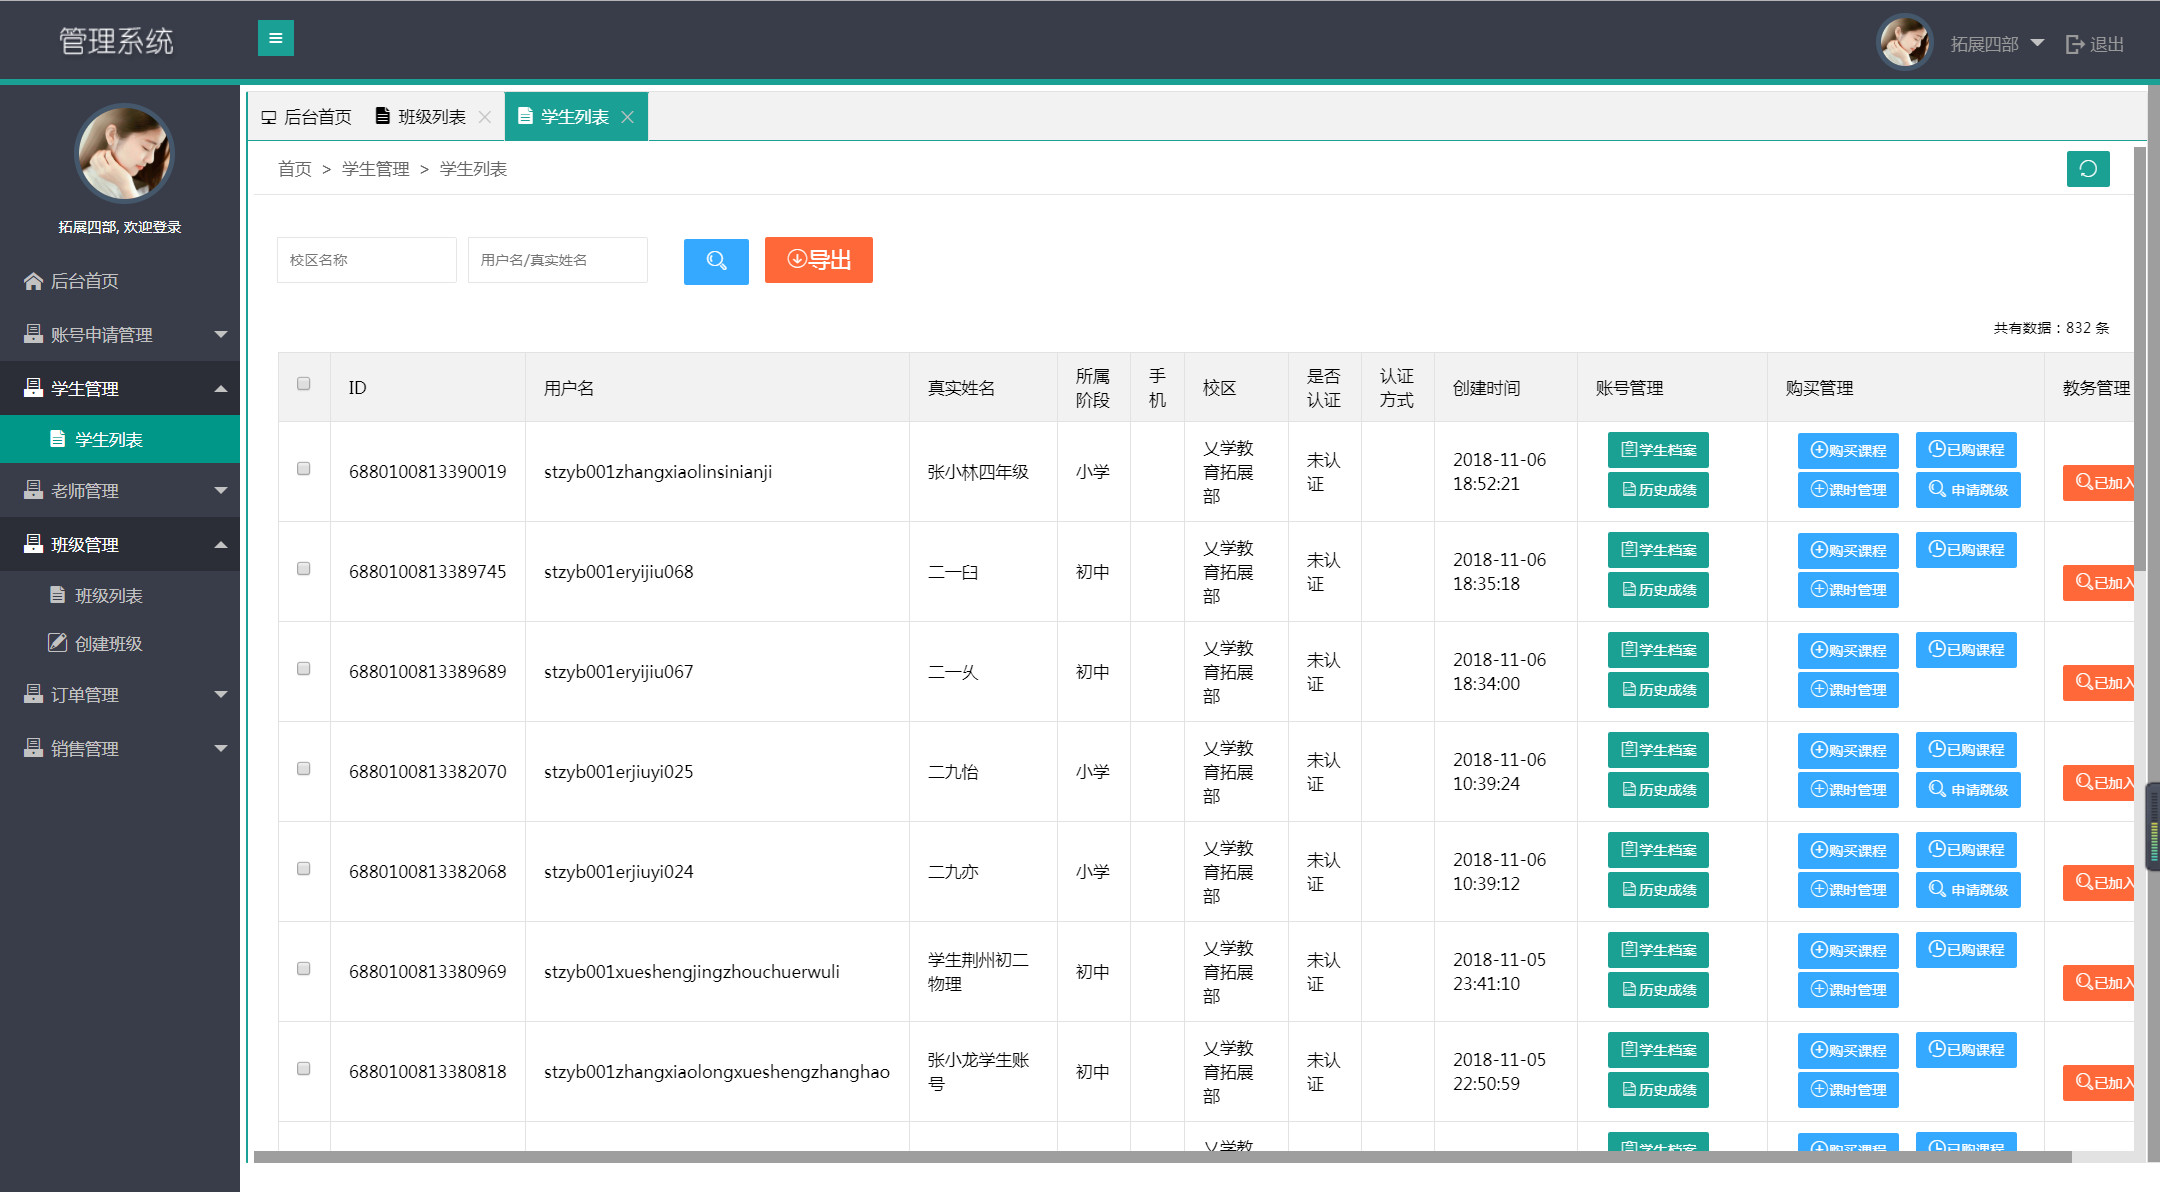 管理系统
拓展四部
退出
拓展四部, 欢迎登录
后台首页
账号申请管理
学生管理
学生列表
老师管理
班级管理
班级列表
创建班级
订单管理
销售管理
后台首页 班级列表 学生列表
首页 > 学生管理 > 学生列表
校区名称 用户名/真实姓名 导出
共有数据：832 条
ID 用户名 真实姓名 所属阶段 手机 校区 是否认证 认证方式 创建时间 账号管理 购买管理 教务管理
6880100813390019 stzyb001zhangxiaolinsinianji 张小林四年级 小学 乂学教育拓展部 未认证 2018-11-06 18:52:21 学生档案 历史成绩 购买课程 已购课程 课时管理 申请跳级 已加入
6880100813389745 stzyb001eryijiu068 二一臼 初中 乂学教育拓展部 未认证 2018-11-06 18:35:18 学生档案 历史成绩 购买课程 已购课程 课时管理 已加入
6880100813389689 stzyb001eryijiu067 二一乆 初中 乂学教育拓展部 未认证 2018-11-06 18:34:00 学生档案 历史成绩 购买课程 已购课程 课时管理 已加入
6880100813382070 stzyb001erjiuyi025 二九怡 小学 乂学教育拓展部 未认证 2018-11-06 10:39:24 学生档案 历史成绩 购买课程 已购课程 课时管理 申请跳级 已加入
6880100813382068 stzyb001erjiuyi024 二九亦 小学 乂学教育拓展部 未认证 2018-11-06 10:39:12 学生档案 历史成绩 购买课程 已购课程 课时管理 申请跳级 已加入
6880100813380969 stzyb001xueshengjingzhouchuerwuli 学生荆州初二物理 初中 乂学教育拓展部 未认证 2018-11-05 23:41:10 学生档案 历史成绩 购买课程 已购课程 课时管理 已加入
6880100813380818 stzyb001zhangxiaolongxueshengzhanghao 张小龙学生账号 初中 乂学教育拓展部 未认证 2018-11-05 22:50:59 学生档案 历史成绩 购买课程 已购课程 课时管理 已加入
乂学教 学生档案 购买课程 已购课程